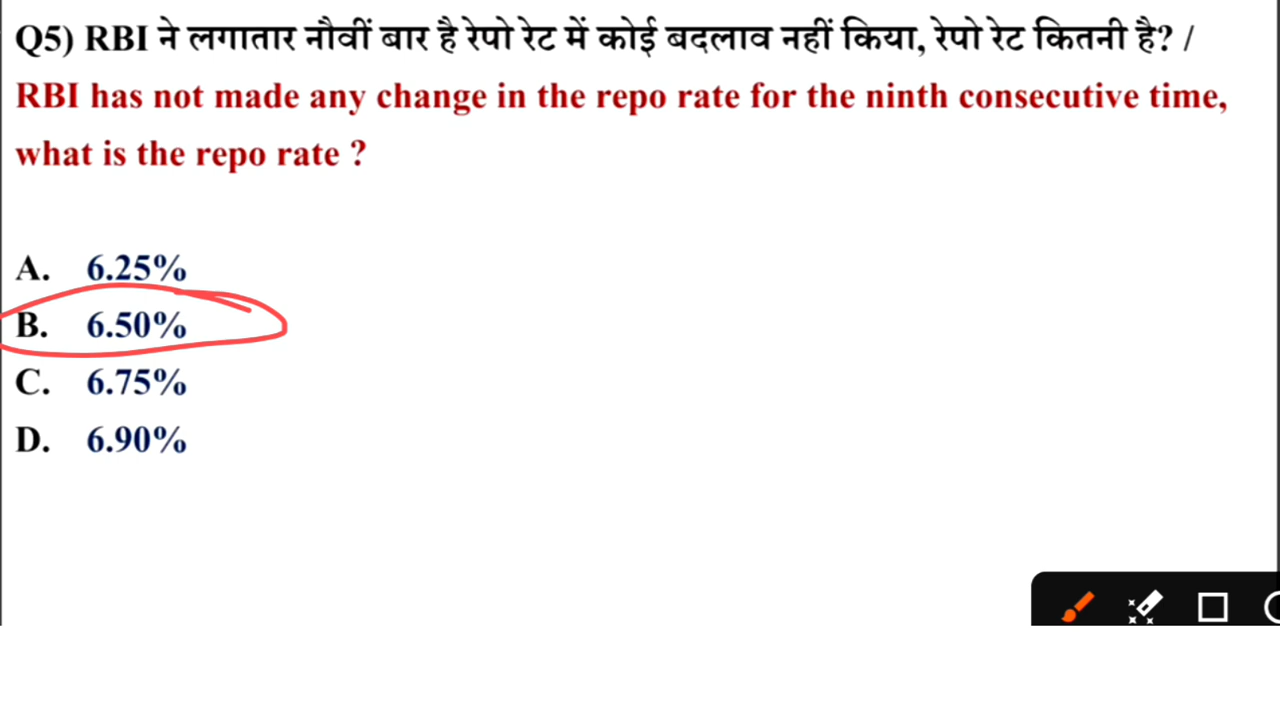 Q5) RBI ने लगातार नौवीं बार है रेपो रेट में कोई बदलाव नहीं किया, रेपो रेट कितनी है? /
RBI has not made any change in the repo rate for the ninth consecutive time,
what is the repo rate ?
A. 6.25%
B. 6.50%
C. 6.75%
D. 6.90%